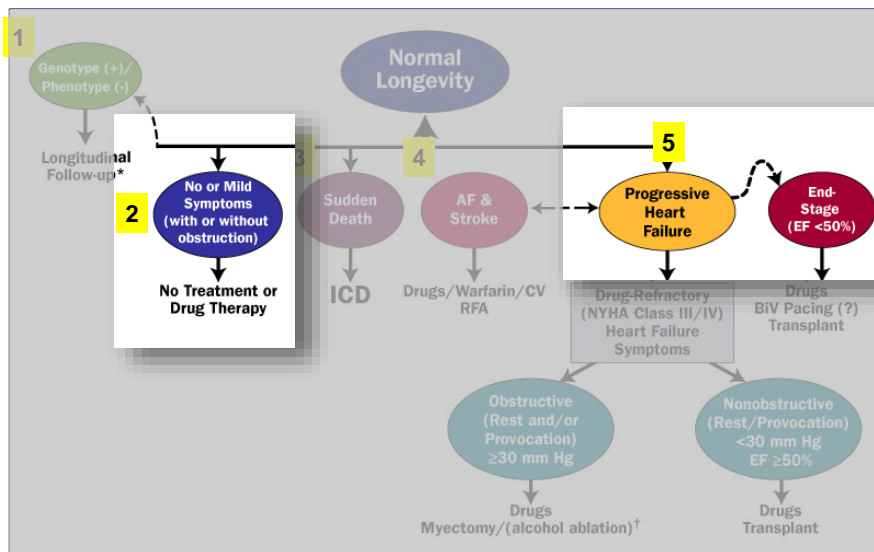 1
Genotype (+)/
Phenotype (-)
Longitudinal
Follow-up*
Normal
Longevity
2
No or Mild
Symptoms
(with or without
obstruction)
No Treatment or
Drug Therapy
3
Sudden
Death
ICD
4
AF &
Stroke
Drugs/Warfarin/CV
RFA
5
Progressive
Heart
Failure
End-
Stage
(EF <50%)
Drugs
BiV Pacing (?)
Transplant
Drug-Refractory
(NYHA Class III/IV)
Heart Failure
Symptoms
Obstructive
(Rest and/or
Provocation)
≥30 mm Hg
Drugs
Myectomy/(alcohol ablation)†
Nonobstructive
(Rest/Provocation)
<30 mm Hg
EF ≥50%
Drugs
Transplant